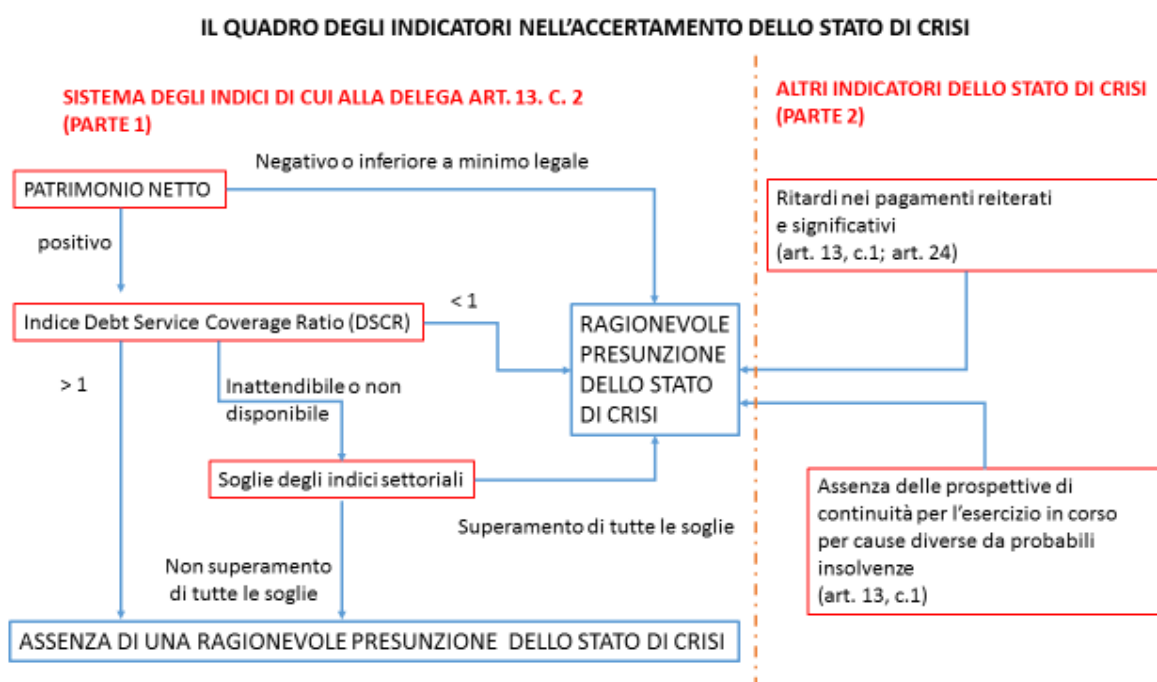 IL QUADRO DEGLI INDICATORI NELL'ACCERTAMENTO DELLO STATO DI CRISI
SISTEMA DEGLI INDICI DI CUI ALLA DELEGA ART. 13. C. 2
(PARTE 1)
Negativo o inferiore a minimo legale
PATRIMONIO NETTO
positivo
Indice Debt Service Coverage Ratio (DSCR)
< 1
> 1
Inattendibile o non
disponibile
Soglie degli indici settoriali
Superamento di tutte le soglie
Non superamento
di tutte le soglie
RAGIONEVOLE
PRESUNZIONE
DELLO STATO
DI CRISI
ASSENZA DI UNA RAGIONEVOLE PRESUNZIONE DELLO STATO DI CRISI
ALTRI INDICATORI DELLO STATO DI CRISI
(PARTE 2)
Ritardi nei pagamenti reiterati
e significativi
(art. 13, c.1; art. 24)
Assenza delle prospettive di
continuità per l'esercizio in corso
per cause diverse da probabili
insolvenze
(art. 13, c.1)